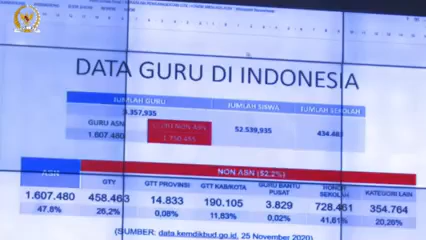 DATA GURU DI INDONESIA
JUMLAH GURU
JUMLAH SISWA
JUMLAH SEKOLAH
3.357.935
GURU ASN
GURU NON ASN
1.607.480
52.539.935
434.483
ASN
NON ASN (52,2%)
GTY
GTT PROVINSI
GTT KAB/KOTA
GURU BANTU PUSAT
HONOR SEKOLAH
KATEGORI LAIN
1.607.480
458.463
14.833
190.105
3.829
728.461
354.764
47,8%
26,2%
0,08%
11,83%
0,02%
41,61%
20,26%
(SUMBER: data.kemdikbud.go.id, 25 November 2020)